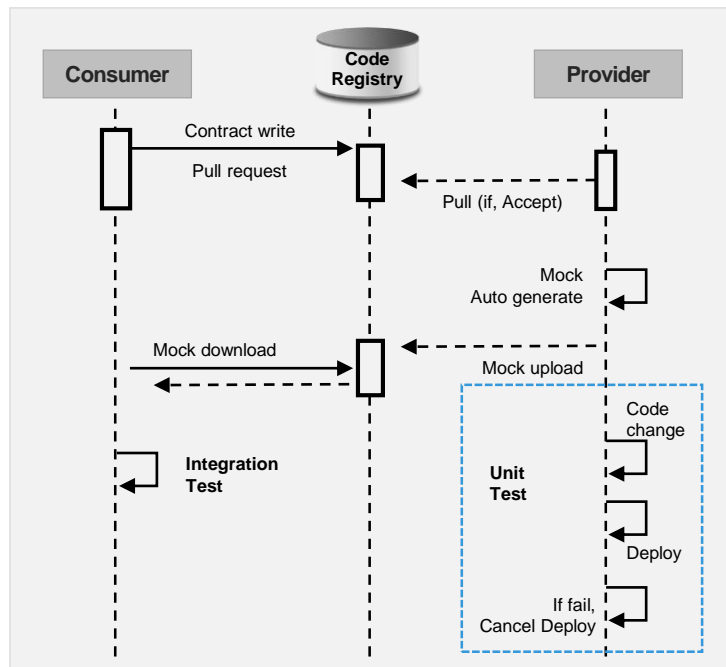 Consumer
Code
Registry
Provider
Contract write
Pull request
Pull (if, Accept)
Mock
Auto generate
Mock download
Mock upload
Code
change
Integration
Test
Unit
Test
Deploy
If fail,
Cancel Deploy